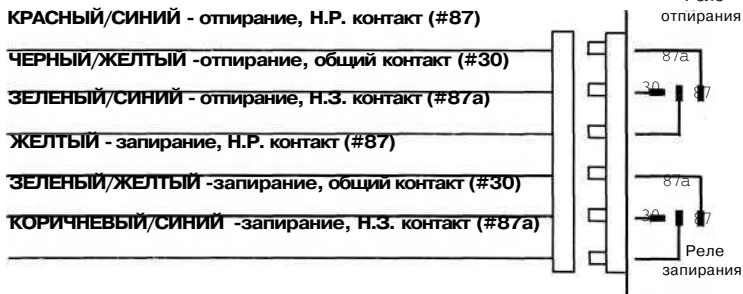 Реле
отпирания
КРАСНЫЙ/СИНИЙ - отпирание, Н.Р. контакт (#87)
ЧЕРНЫЙ/ЖЕЛТЫЙ -отпирание, общий контакт (#30)
87a
ЗЕЛЕНЫЙ/СИНИЙ - отпирание, Н.З. контакт (#87a)
30 87
ЖЕЛТЫЙ - запирание, Н.Р. контакт (#87)
ЗЕЛЕНЫЙ/ЖЕЛТЫЙ -запирание, общий контакт (#30)
87a
КОРИЧНЕВЫЙ/СИНИЙ -запирание, Н.З. контакт (#87a)
30 87
Реле
запирания